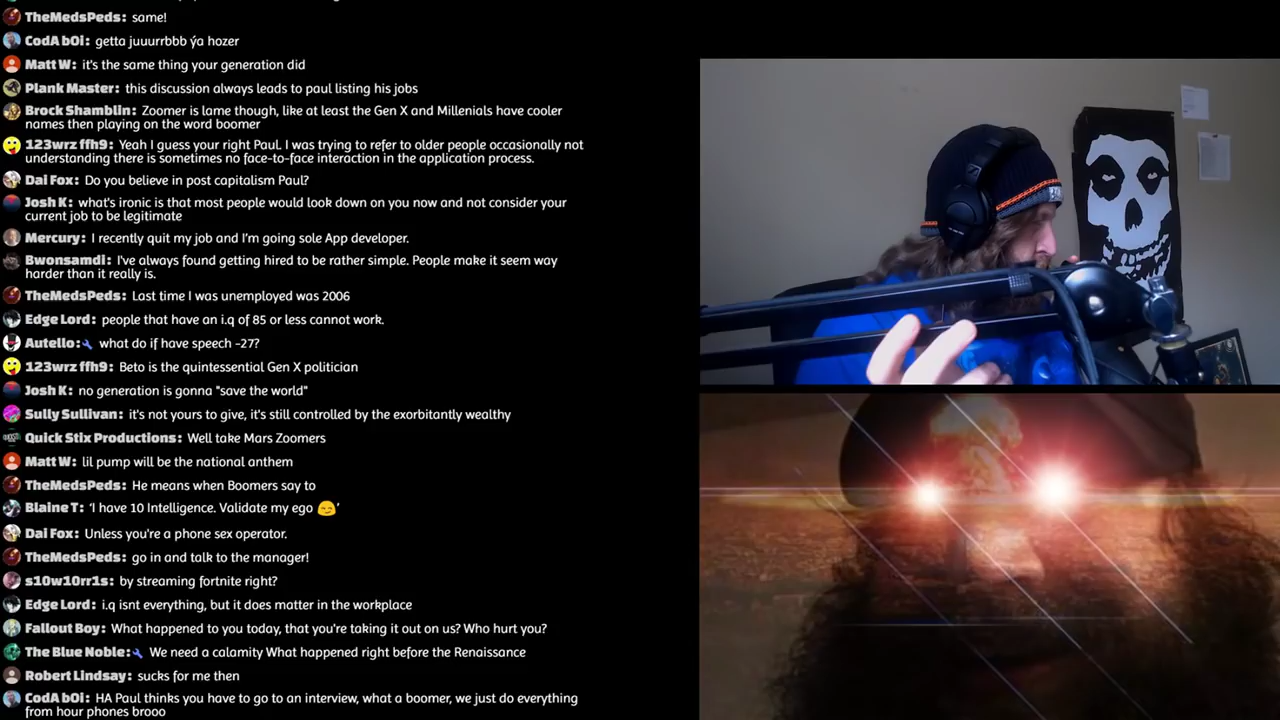 TheMedsPeds: same!
CodA bOi: getta juuurrbbb ýa hozer
Matt W: it's the same thing your generation did
Plank Master: this discussion always leads to paul listing his jobs
Brock Shamblin: Zoomer is lame though, like at least the Gen X and Millenials have cooler
names then playing on the word boomer
123wrz ffh9: Yeah I guess your right Paul. I was trying to refer to older people occasionally not
understanding there is sometimes no face-to-face interaction in the application process.
Dai Fox: Do you believe in post capitalism Paul?
Josh K: what's ironic is that most people would look down on you now and not consider your
current job to be legitimate
Mercury: I recently quit my job and I'm going sole App developer.
Bwonsamdi: I've always found getting hired to be rather simple. People make it seem way
harder than it really is.
TheMedsPeds: Last time I was unemployed was 2006
Edge Lord: people that have an i.q of 85 or less cannot work.
Autello: what do if have speech -27?
123wrz ffh9: Beto is the quintessential Gen X politician
Josh K: no generation is gonna "save the world"
Sully Sullivan: it's not yours to give, it's still controlled by the exorbitantly wealthy
Quick Stix Productions: Well take Mars Zoomers
Matt W: lil pump will be the national anthem
TheMedsPeds: He means when Boomers say to
Blaine T: 'I have 10 Intelligence. Validate my ego 😏'
Dai Fox: Unless you're a phone sex operator.
TheMedsPeds: go in and talk to the manager!
s10w10rr1s: by streaming fortnite right?
Edge Lord: i.q isnt everything, but it does matter in the workplace
Fallout Boy: What happened to you today, that you're taking it out on us? Who hurt you?
The Blue Noble: We need a calamity What happened right before the Renaissance
Robert Lindsay: sucks for me then
CodA bOi: HA Paul thinks you have to go to an interview, what a boomer, we just do everything
from hour phones brooo